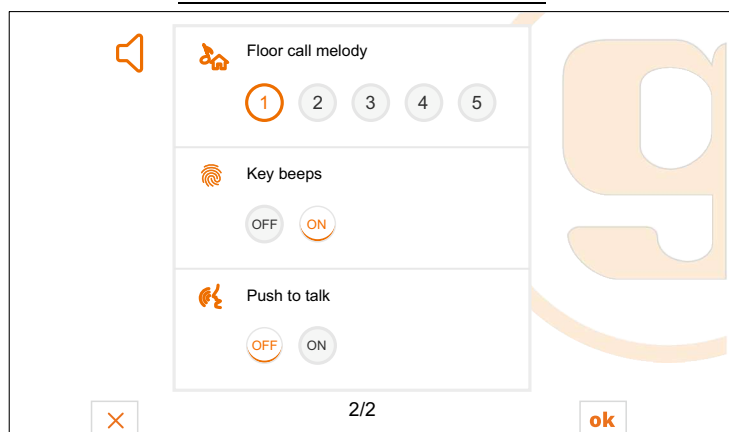 Floor call melody
1 2 3 4 5
Key beeps
OFF ON
Push to talk
OFF ON
2/2
ok
g